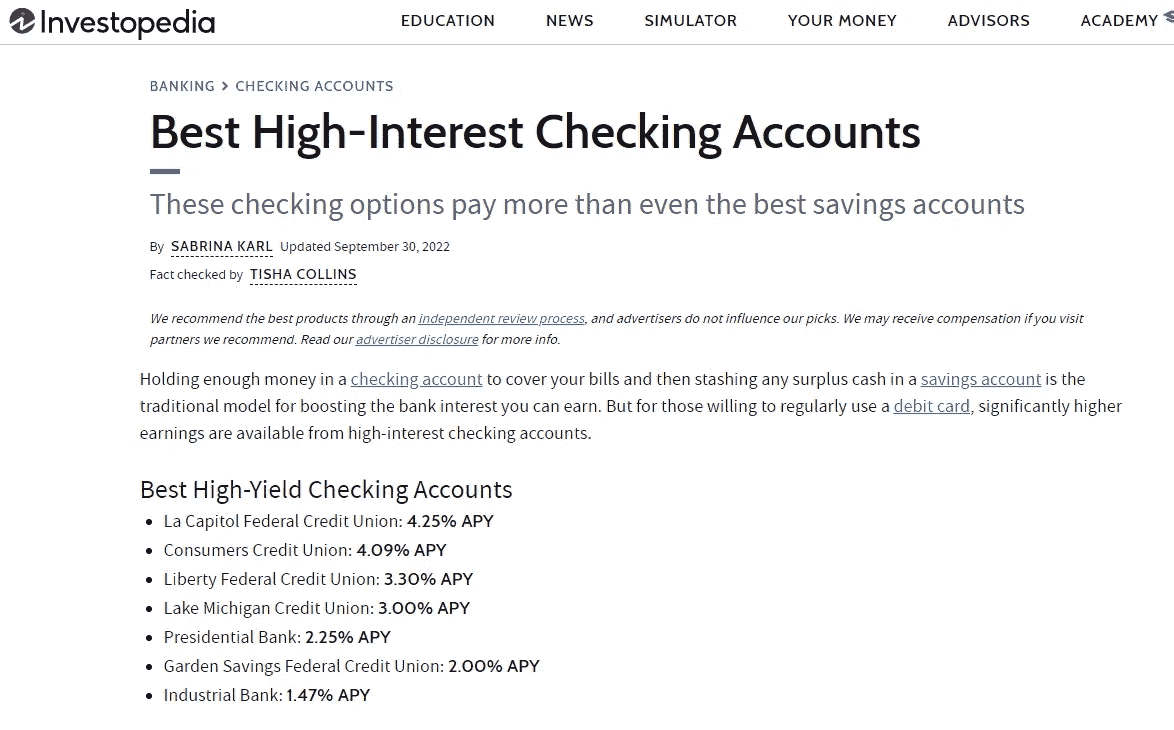 Investopedia
EDUCATION NEWS SIMULATOR YOUR MONEY ADVISORS ACADEMY
BANKING > CHECKING ACCOUNTS
Best High-Interest Checking Accounts
These checking options pay more than even the best savings accounts
By SABRINA KARL Updated September 30, 2022
Fact checked by TISHA COLLINS
We recommend the best products through an independent review process, and advertisers do not influence our picks. We may receive compensation if you visit
partners we recommend. Read our advertiser disclosure for more info.
Holding enough money in a checking account to cover your bills and then stashing any surplus cash in a savings account is the
traditional model for boosting the bank interest you can earn. But for those willing to regularly use a debit card, significantly higher
earnings are available from high-interest checking accounts.
Best High-Yield Checking Accounts
• La Capitol Federal Credit Union: 4.25% APY
• Consumers Credit Union: 4.09% APY
• Liberty Federal Credit Union: 3.30% APY
• Lake Michigan Credit Union: 3.00% APY
• Presidential Bank: 2.25% APY
• Garden Savings Federal Credit Union: 2.00% APY
• Industrial Bank: 1.47% APY